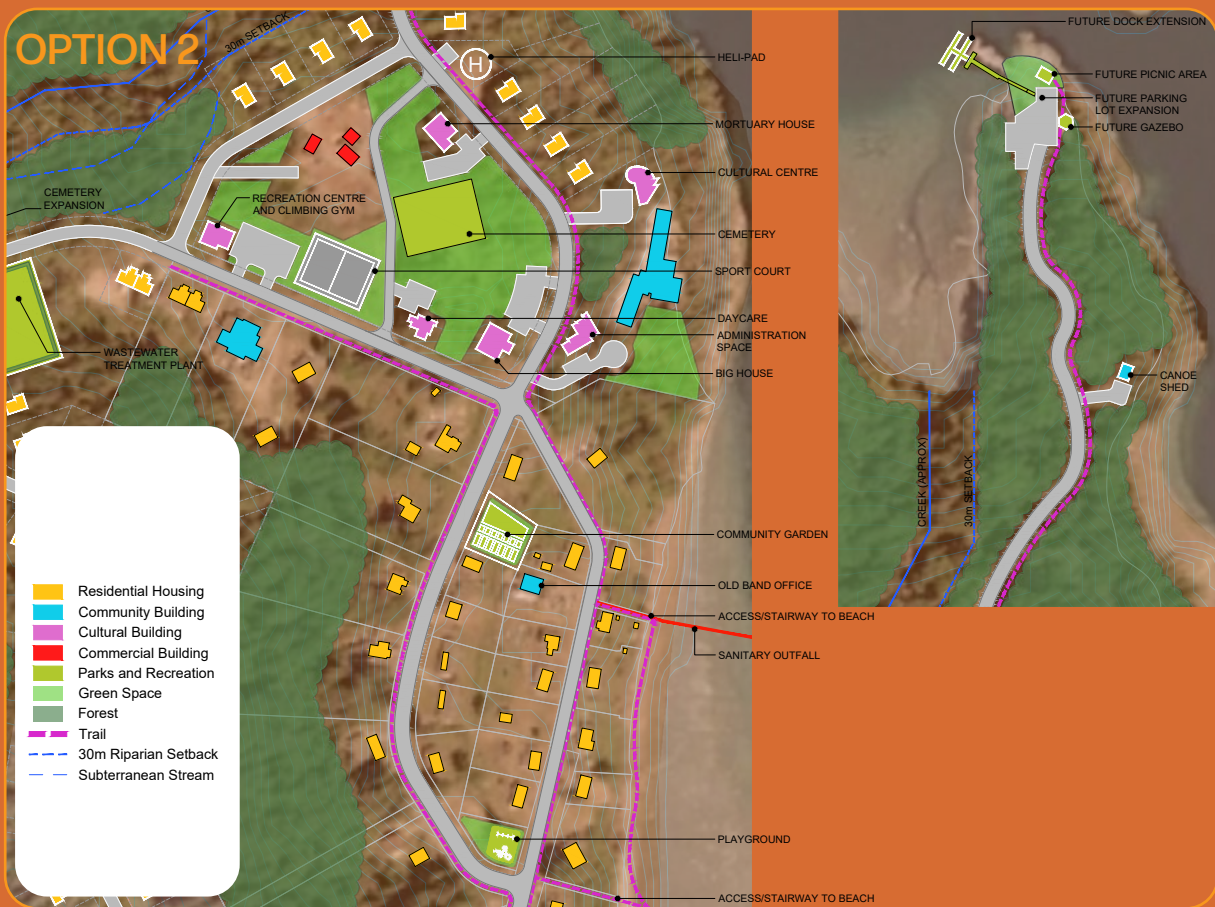 OPTION 2
30m SETBACK
H
HELI-PAD
MORTUARY HOUSE
CULTURAL CENTRE
CEMETERY
EXPANSION
RECREATION CENTRE
AND CLIMBING GYM
CEMETERY
SPORT COURT
DAYCARE
ADMINISTRATION
SPACE
BIG HOUSE
WASTEWATER
TREATMENT PLANT
COMMUNITY GARDEN
OLD BAND OFFICE
ACCESS/STAIRWAY TO BEACH
SANITARY OUTFALL
PLAYGROUND
ACCESS/STAIRWAY TO BEACH
Residential Housing
Community Building
Cultural Building
Commercial Building
Parks and Recreation
Green Space
Forest
Trail
30m Riparian Setback
Subterranean Stream
FUTURE DOCK EXTENSION
FUTURE PICNIC AREA
FUTURE PARKING
LOT EXPANSION
FUTURE GAZEBO
CANOE
SHED
CREEK (APPROX)
30m SETBACK